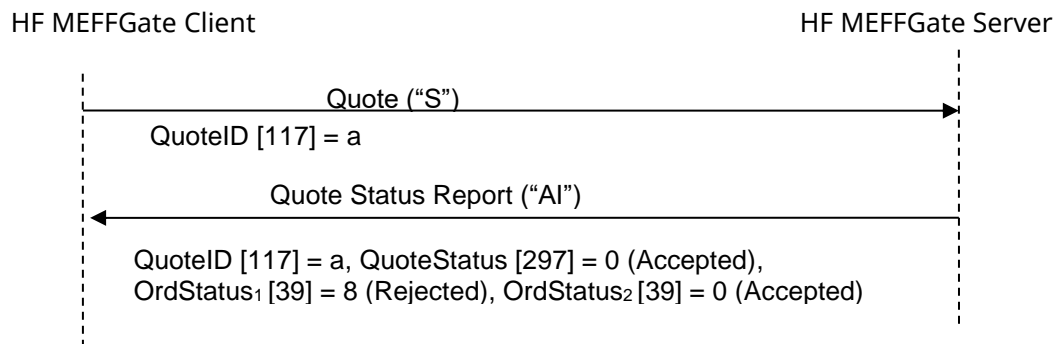 HF MEFFGate Client HF MEFFGate Server
Quote (“S”)
QuoteID [117] = a
Quote Status Report (“AI”)
QuoteID [117] = a, QuoteStatus [297] = 0 (Accepted),
OrdStatus1 [39] = 8 (Rejected), OrdStatus2 [39] = 0 (Accepted)